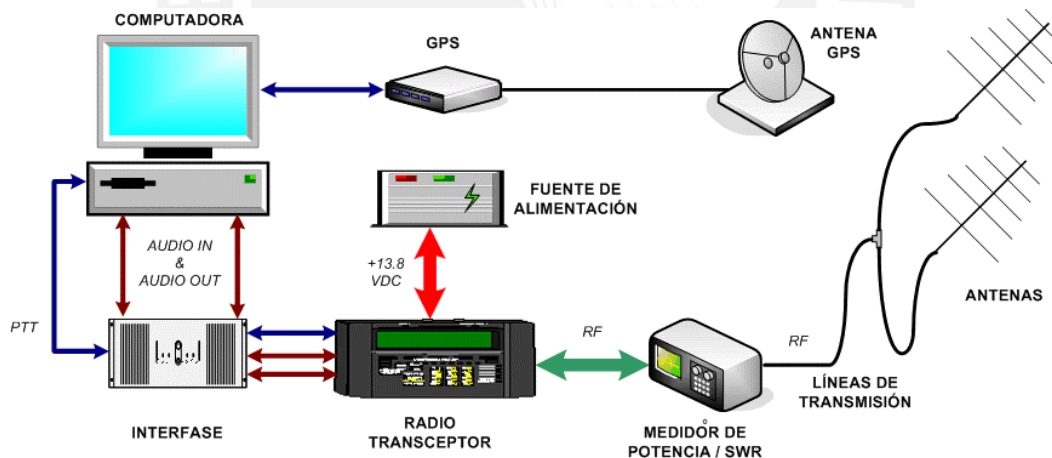 COMPUTADORA
GPS
ANTENA
GPS
FUENTE DE
ALIMENTACIÓN
AUDIO IN
&
AUDIO OUT
+13.8
VDC
PTT
RF
RF
ANTENAS
INTERFASE
RADIO
TRANSCEPTOR
MEDIDOR DE
POTENCIA / SWR
LÍNEAS DE
TRANSMISIÓN